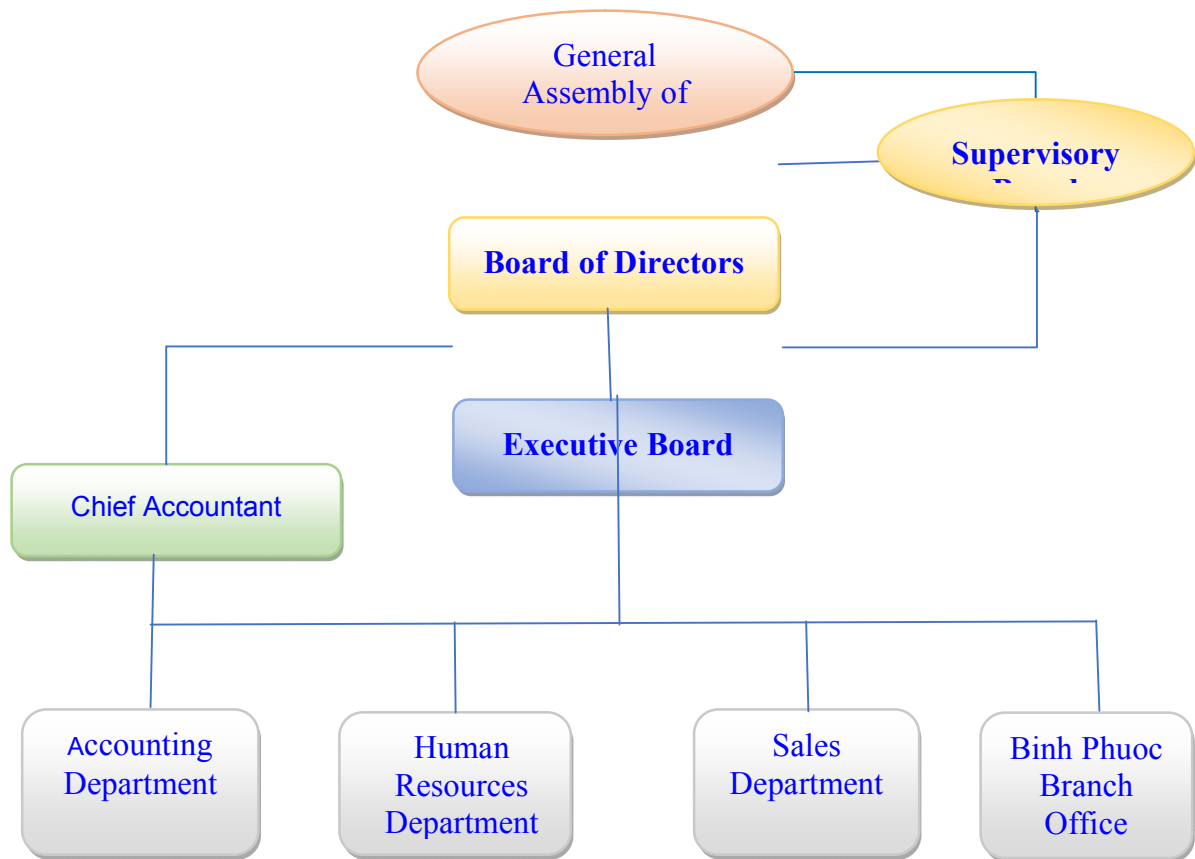 General
Assembly of
Supervisory
Board of Directors
Executive Board
Chief Accountant
Accounting
Department
Human
Resources
Department
Sales
Department
Binh Phuoc
Branch
Office